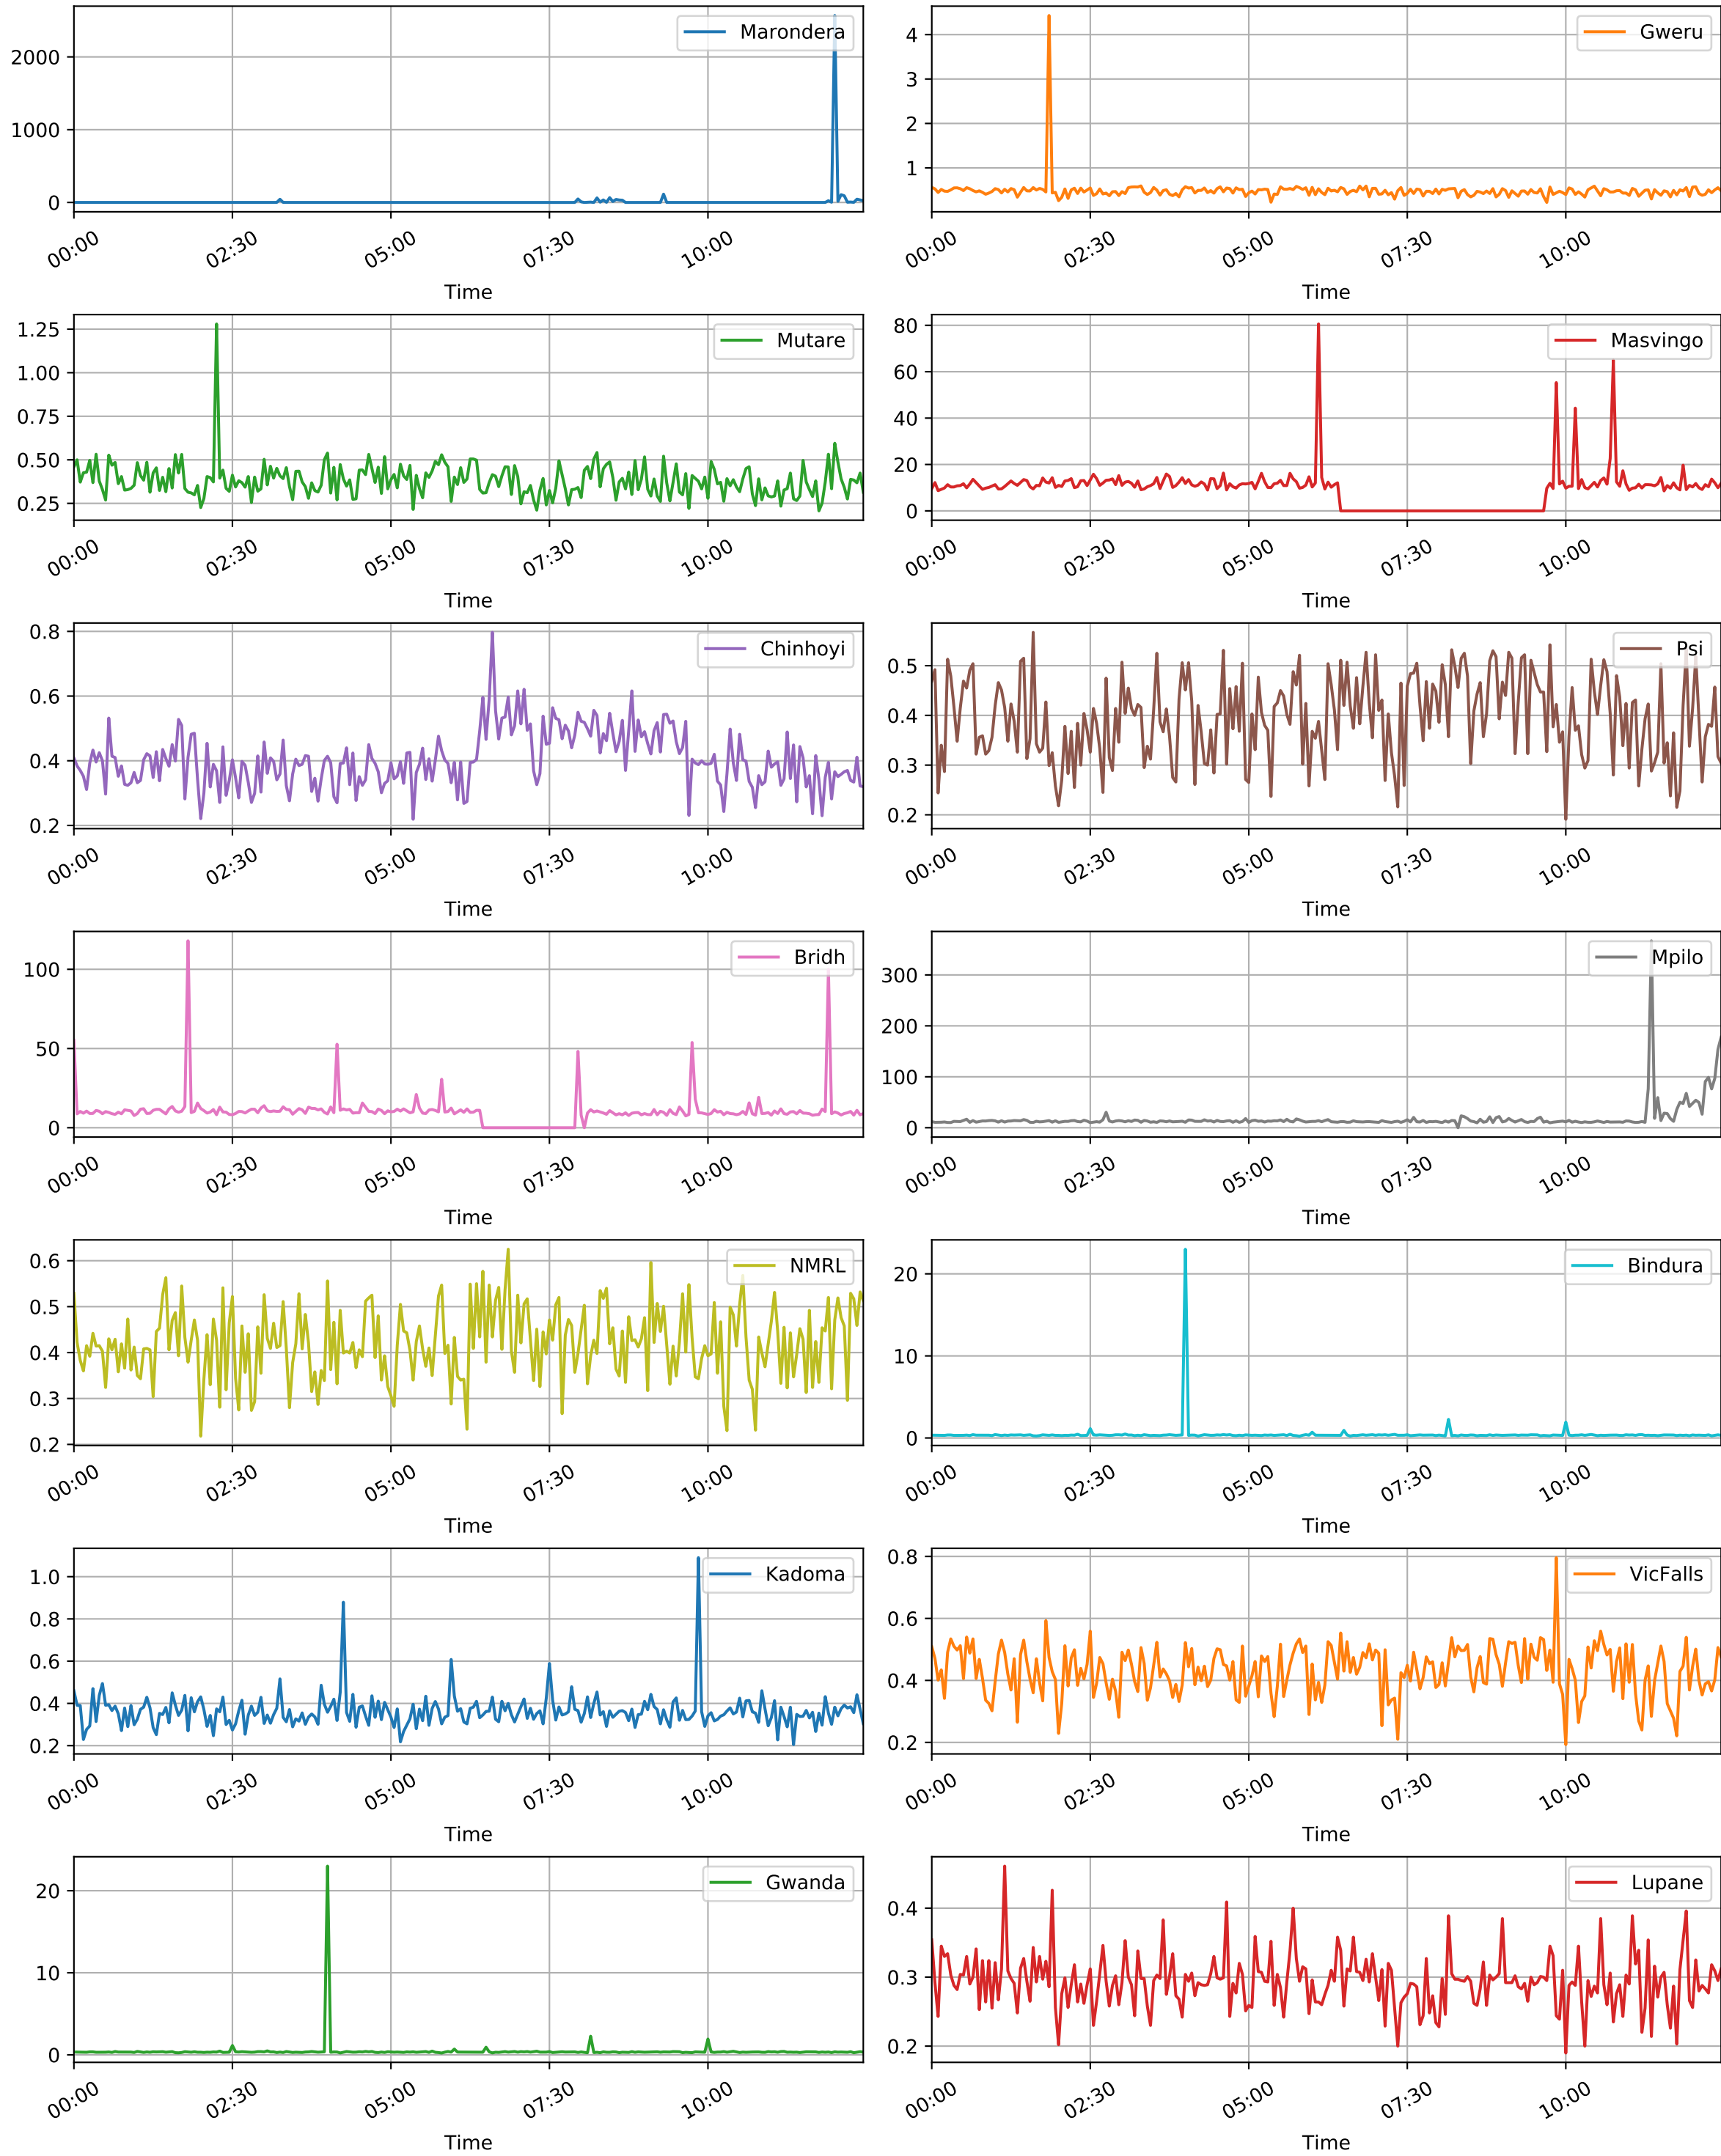 Marondera
2000
1000
0
00:00 02:30 05:00 07:30 10:00
Time
Gweru
4
3
2
1
00:00 02:30 05:00 07:30 10:00
Time
Mutare
1.25
1.00
0.75
0.50
0.25
00:00 02:30 05:00 07:30 10:00
Time
Masvingo
80
60
40
20
0
00:00 02:30 05:00 07:30 10:00
Time
Chinhoyi
0.8
0.6
0.4
0.2
00:00 02:30 05:00 07:30 10:00
Time
Psi
0.5
0.4
0.3
0.2
00:00 02:30 05:00 07:30 10:00
Time
Bridh
100
50
0
00:00 02:30 05:00 07:30 10:00
Time
Mpilo
300
200
100
0
00:00 02:30 05:00 07:30 10:00
Time
NMRL
0.6
0.5
0.4
0.3
0.2
00:00 02:30 05:00 07:30 10:00
Time
Bindura
20
10
0
00:00 02:30 05:00 07:30 10:00
Time
Kadoma
1.0
0.8
0.6
0.4
0.2
00:00 02:30 05:00 07:30 10:00
Time
VicFalls
0.8
0.6
0.4
0.2
00:00 02:30 05:00 07:30 10:00
Time
Gwanda
20
10
0
00:00 02:30 05:00 07:30 10:00
Time
Lupane
0.4
0.3
0.2
00:00 02:30 05:00 07:30 10:00
Time